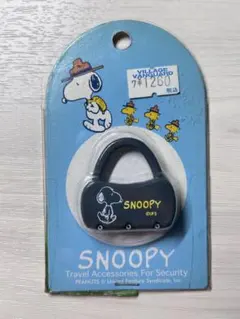 VILLAGE
VANGUARD
1260
SNOOPY
SNOOPY
Travel Accessories For Security
PEANUTS © United Feature Syndicate, Inc.